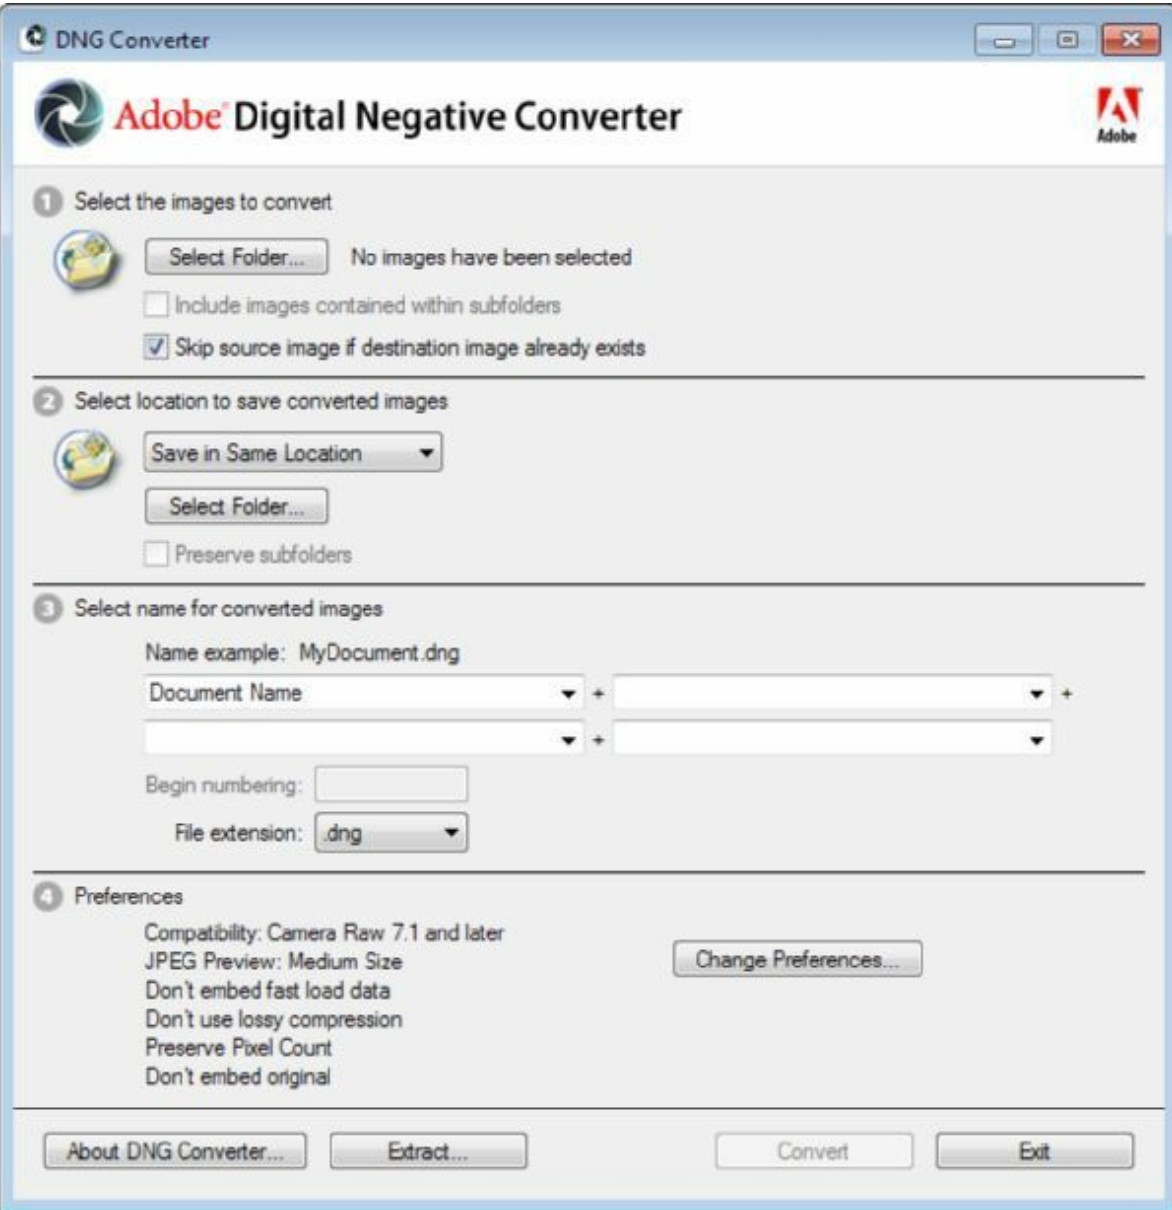 DNG Converter
Adobe® Digital Negative Converter
Adobe
1 Select the images to convert
Select Folder... No images have been selected
Include images contained within subfolders
Skip source image if destination image already exists
2 Select location to save converted images
Save in Same Location
Select Folder...
Preserve subfolders
3 Select name for converted images
Name example: MyDocument.dng
Document Name + +
+
Begin numbering:
File extension: .dng
4 Preferences
Compatibility: Camera Raw 7.1 and later
JPEG Preview: Medium Size
Change Preferences...
Don't embed fast load data
Don't use lossy compression
Preserve Pixel Count
Don't embed original
About DNG Converter... Extract... Convert Exit